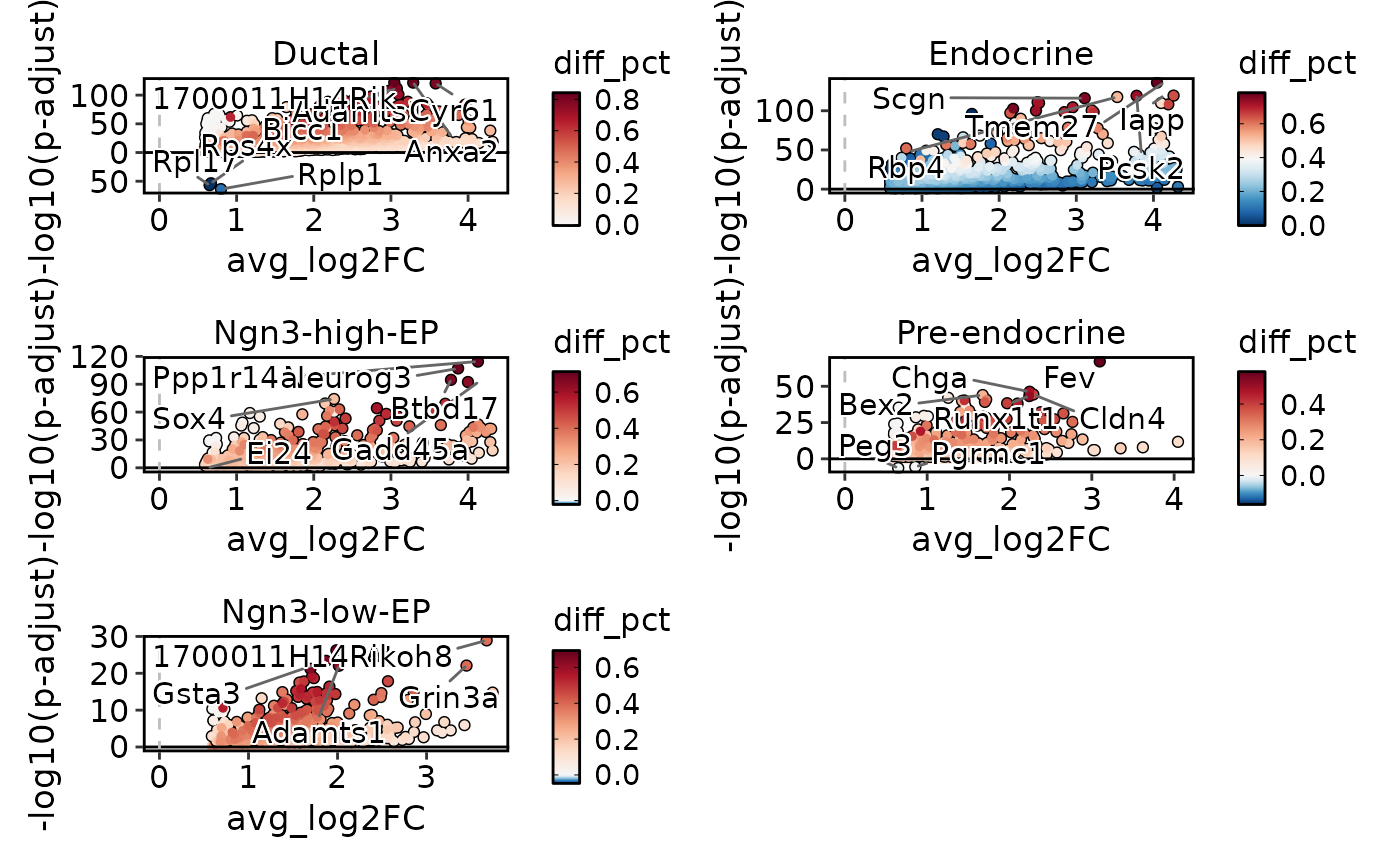 Ductal
diff_pct
-log10(p-adjust)
100
50
0
50
1700011H14Rik
Adamts1
Cyr61
Bicc1
Rps4x
Anxa2
Rpl17
Rplp1
0 1 2 3 4
avg_log2FC
0.8
0.6
0.4
0.2
0.0
Endocrine
diff_pct
-log10(p-adjust)
100
50
0
Scgn
Tmem27
Iapp
Rbp4
Pcsk2
0 1 2 3 4
avg_log2FC
0.6
0.4
0.2
0.0
Ngn3-high-EP
diff_pct
-log10(p-adjust)
120
90
60
30
0
Ppp1r14a
Neurog3
Sox4
Btbd17
Ei24
Gadd45a
0 1 2 3 4
avg_log2FC
0.6
0.4
0.2
0.0
Pre-endocrine
diff_pct
-log10(p-adjust)
50
25
0
Chga
Fev
Bex2
Runx1t1
Cldn4
Peg3
Pgrmc1
0 1 2 3 4
avg_log2FC
0.4
0.2
0.0
Ngn3-low-EP
diff_pct
-log10(p-adjust)
30
20
10
0
1700011H14Rik
Gsta3
Grin3a
Adamts1
0 1 2 3
avg_log2FC
0.6
0.4
0.2
0.0